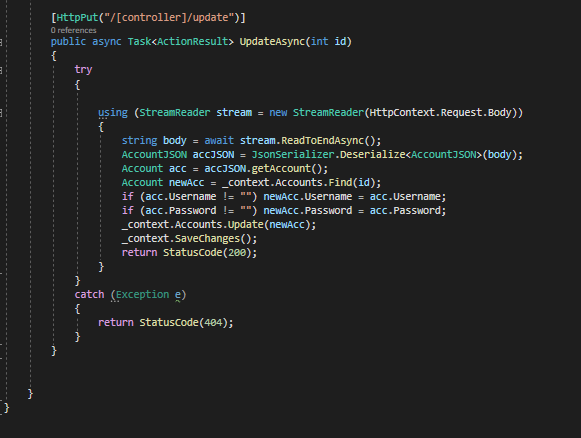 [HttpPut("/[controller]/update")]
0 references
public async Task<ActionResult> UpdateAsync(int id)
{
try
{
using (StreamReader stream = new StreamReader(HttpContext.Request.Body))
{
string body = await stream.ReadToEndAsync();
AccountJSON accJSON = JsonSerializer.Deserialize<AccountJSON>(body);
Account acc = accJSON.getAccount();
Account newAcc = _context.Accounts.Find(id);
if (acc.Username != "") newAcc.Username = acc.Username;
if (acc.Password != "") newAcc.Password = acc.Password;
_context.Accounts.Update(newAcc);
_context.SaveChanges();
return StatusCode(200);
}
}
catch (Exception e)
{
return StatusCode(404);
}
}
}
}